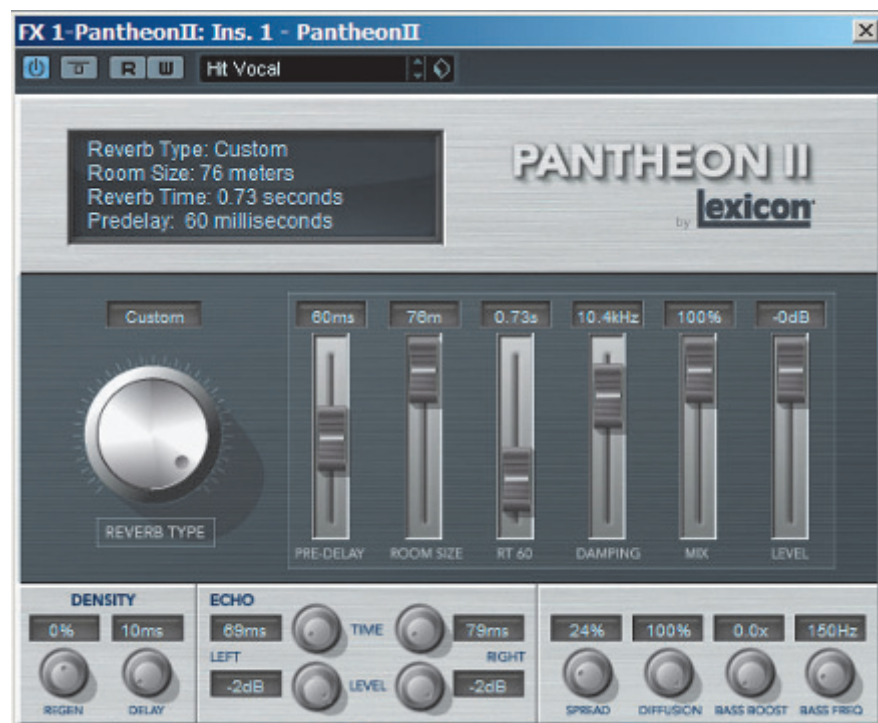 FX 1-PantheonII: Ins. 1 - PantheonII
R W Hit Vocal
Reverb Type: Custom
Room Size: 76 meters
Reverb Time: 0.73 seconds
Predelay: 60 milliseconds
PANTHEON II
by lexicon
Custom 60ms 76m 0.73s 10.4kHz 100% -0dB
REVERB TYPE
PRE-DELAY ROOM SIZE RT 60 DAMPING MIX LEVEL
DENSITY
0% 10ms
REGEN DELAY
ECHO
69ms TIME 79ms
LEFT RIGHT
-2dB LEVEL -2dB
24% 100% 0.0x 150Hz
SPREAD DIFFUSION BASS BOOST BASS FREQ